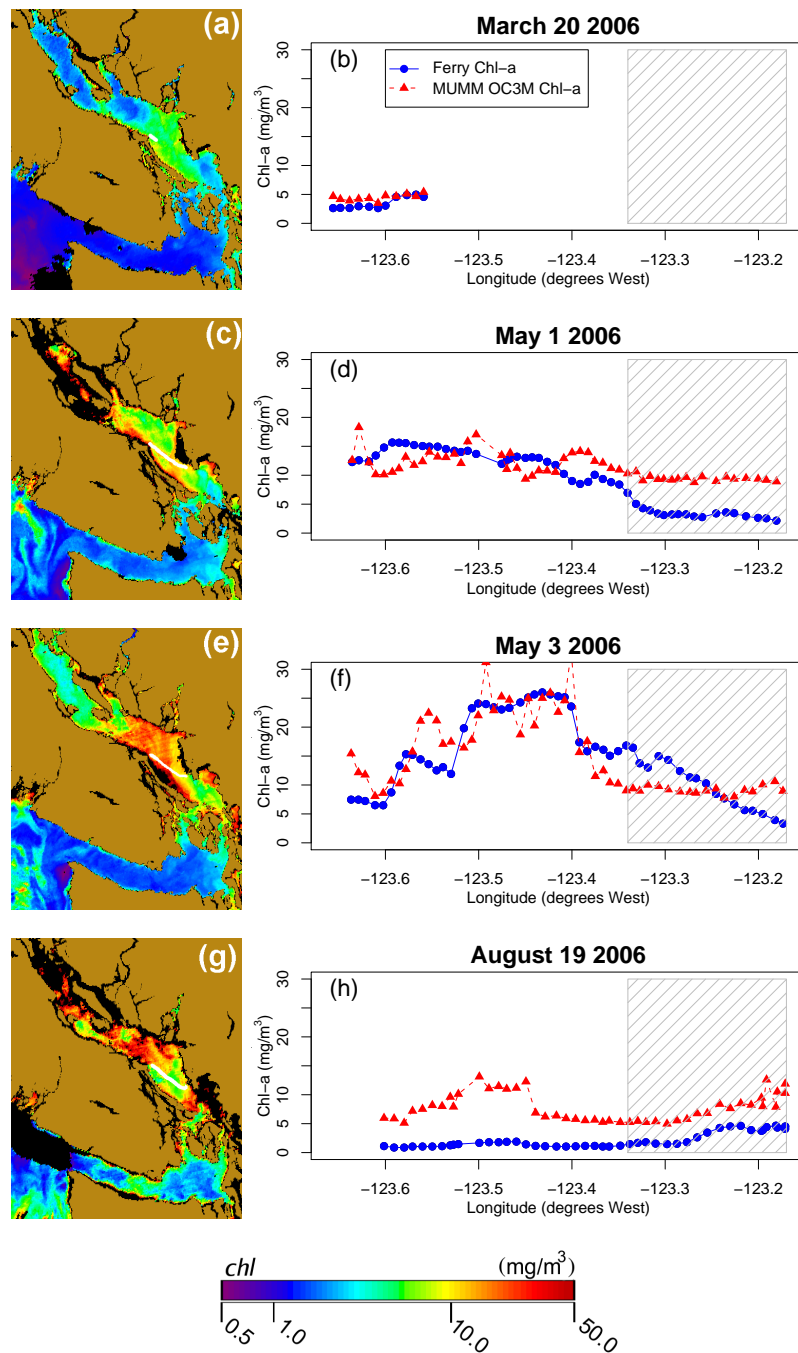 (a)
March 20 2006
(b)
Ferry Chl−a
MUMM OC3M Chl−a
Chl−a (mg/m³)
0 5 10 15 20 30
−123.6 −123.5 −123.4 −123.3 −123.2
Longitude (degrees West)
(c)
May 1 2006
(d)
Chl−a (mg/m³)
0 5 10 15 20 30
−123.6 −123.5 −123.4 −123.3 −123.2
Longitude (degrees West)
(e)
May 3 2006
(f)
Chl−a (mg/m³)
0 5 10 15 20 30
−123.6 −123.5 −123.4 −123.3 −123.2
Longitude (degrees West)
(g)
August 19 2006
(h)
Chl−a (mg/m³)
0 5 10 15 20 30
−123.6 −123.5 −123.4 −123.3 −123.2
Longitude (degrees West)
chl (mg/m³)
0.5 1.0 10.0 50.0